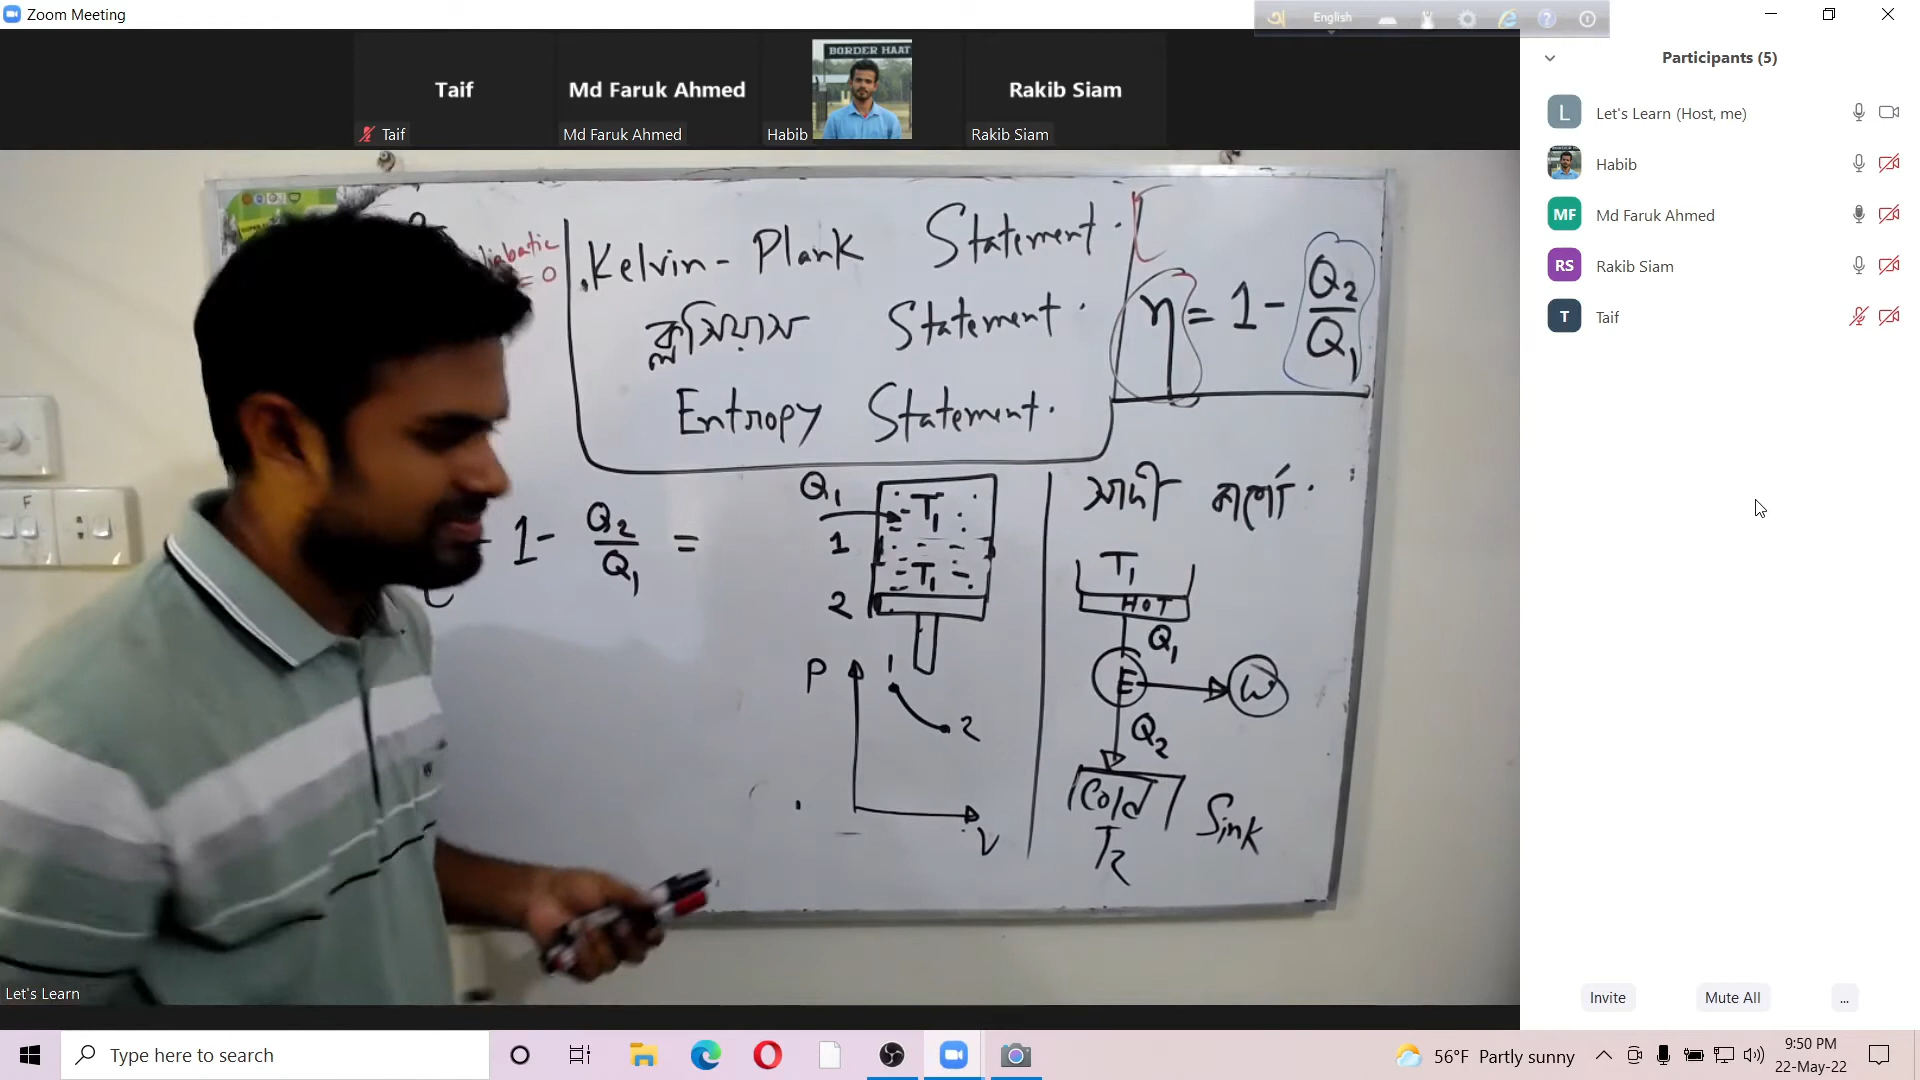 Zoom Meeting
English
Taif
Md Faruk Ahmed
BORDER HAAT
Rakib Siam
Taif
Md Faruk Ahmed
Habib
Rakib Siam
Kelvin - Plank Statement.
ক্লসিয়াস Statement.
Entropy Statement.
η = 1 - Q₂/Q₁
= 0
1 - Q₂/Q₁ =
Q₁
T₁
1
T₁
2
P
1
2
V
T₁
HOT
Q₁
E
W
Q₂
Cold
T₂
Sink
F
Let's Learn
Participants (5)
L Let's Learn (Host, me)
Habib
MF Md Faruk Ahmed
RS Rakib Siam
T Taif
Invite
Mute All
...
Type here to search
56°F Partly sunny
9:50 PM
22-May-22